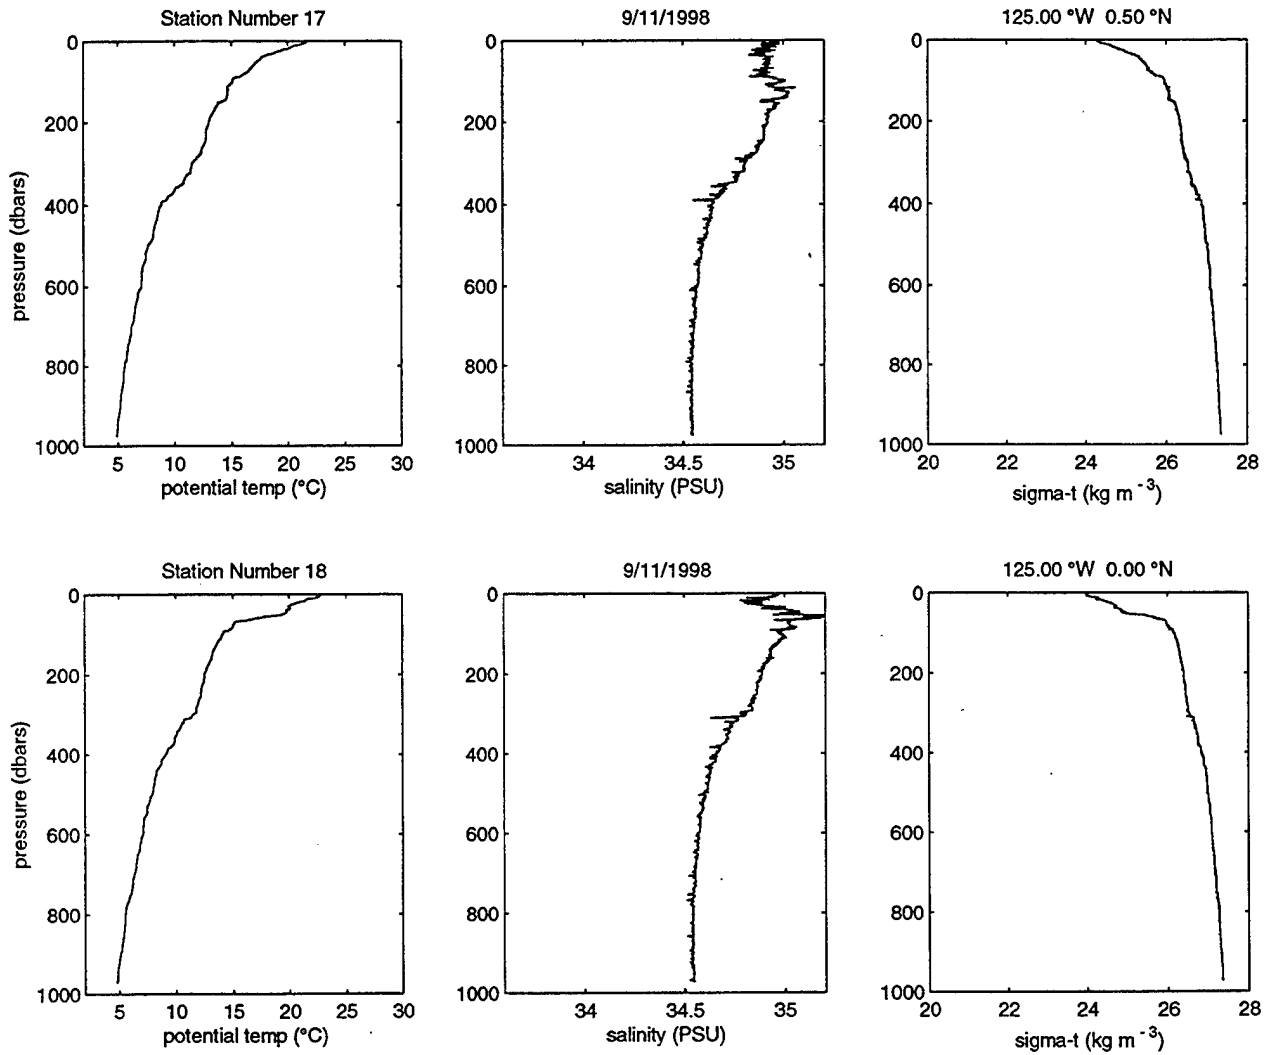 Station Number 17
9/11/1998
125.00 °W 0.50 °N
0
200
400
600
800
1000
pressure (dbars)
5 10 15 20 25 30
potential temp (°C)
0
200
400
600
800
1000
34 34.5 35
salinity (PSU)
0
200
400
600
800
1000
20 22 24 26 28
sigma-t (kg m -3)
Station Number 18
9/11/1998
125.00 °W 0.00 °N
0
200
400
600
800
1000
pressure (dbars)
5 10 15 20 25 30
potential temp (°C)
0
200
400
600
800
1000
34 34.5 35
salinity (PSU)
0
200
400
600
800
1000
20 22 24 26 28
sigma-t (kg m -3)